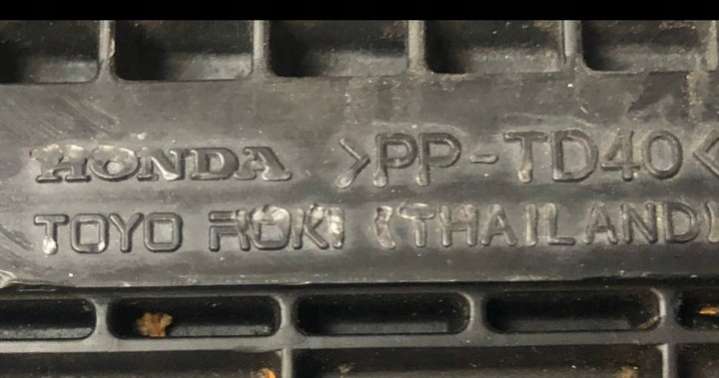 HONDA >PP-TD40<
TOYO ROKI (THAILAND)